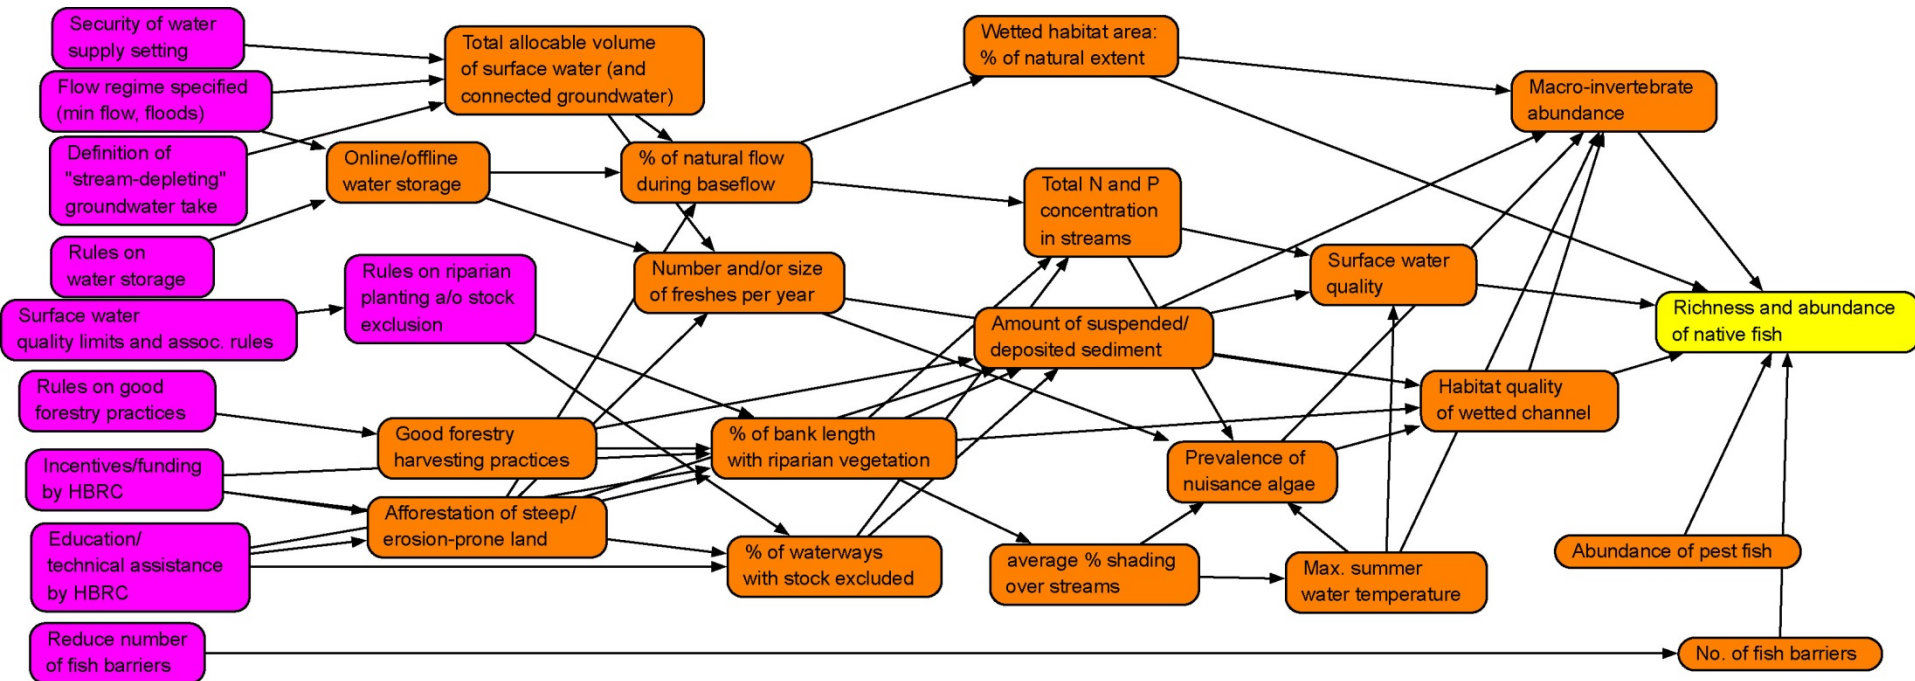 Security of water
supply setting
Flow regime specified
(min flow, floods)
Definition of
"stream-depleting"
groundwater take
Rules on
water storage
Surface water
quality limits and assoc. rules
Rules on good
forestry practices
Incentives/funding
by HBRC
Education/
technical assistance
by HBRC
Reduce number
of fish barriers
Rules on riparian
planting a/o stock
exclusion
Online/offline
water storage
Total allocable volume
of surface water (and
connected groundwater)
Good forestry
harvesting practices
Afforestation of steep/
erosion-prone land
% of natural flow
during baseflow
Number and/or size
of freshes per year
% of bank length
with riparian vegetation
% of waterways
with stock excluded
Wetted habitat area:
% of natural extent
Total N and P
concentration
in streams
Amount of suspended/
deposited sediment
average % shading
over streams
Prevalence of
nuisance algae
Max. summer
water temperature
Surface water
quality
Habitat quality
of wetted channel
Macro-invertebrate
abundance
Richness and abundance
of native fish
Abundance of pest fish
No. of fish barriers